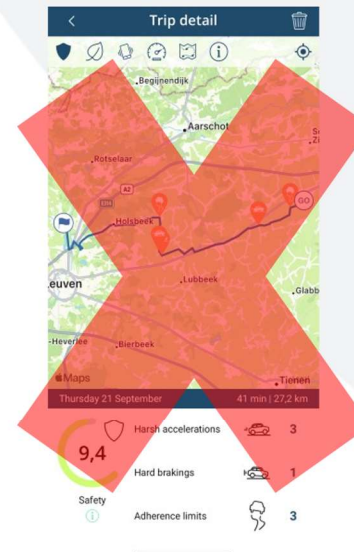 Trip detail
Begijnendijk
Aarschot
Rotselaar
A2
GO
Holsbeek
euven
Lubbeek
Glabb
-Heverlee
Bierbeek
Maps
Tienen
Thursday 21 September 41 min | 27,2 km
Harsh accelerations 3
9,4
Hard brakings 1
Safety
Adherence limits 3